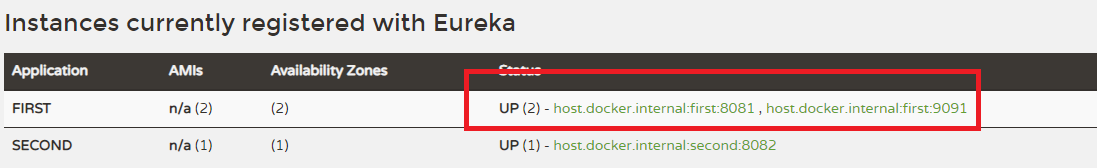 Instances currently registered with Eureka
Application AMIs Availability Zones Status
FIRST n/a (2) (2) UP (2) - host.docker.internal:first:8081 , host.docker.internal:first:9091
SECOND n/a (1) (1) UP (1) - host.docker.internal:second:8082